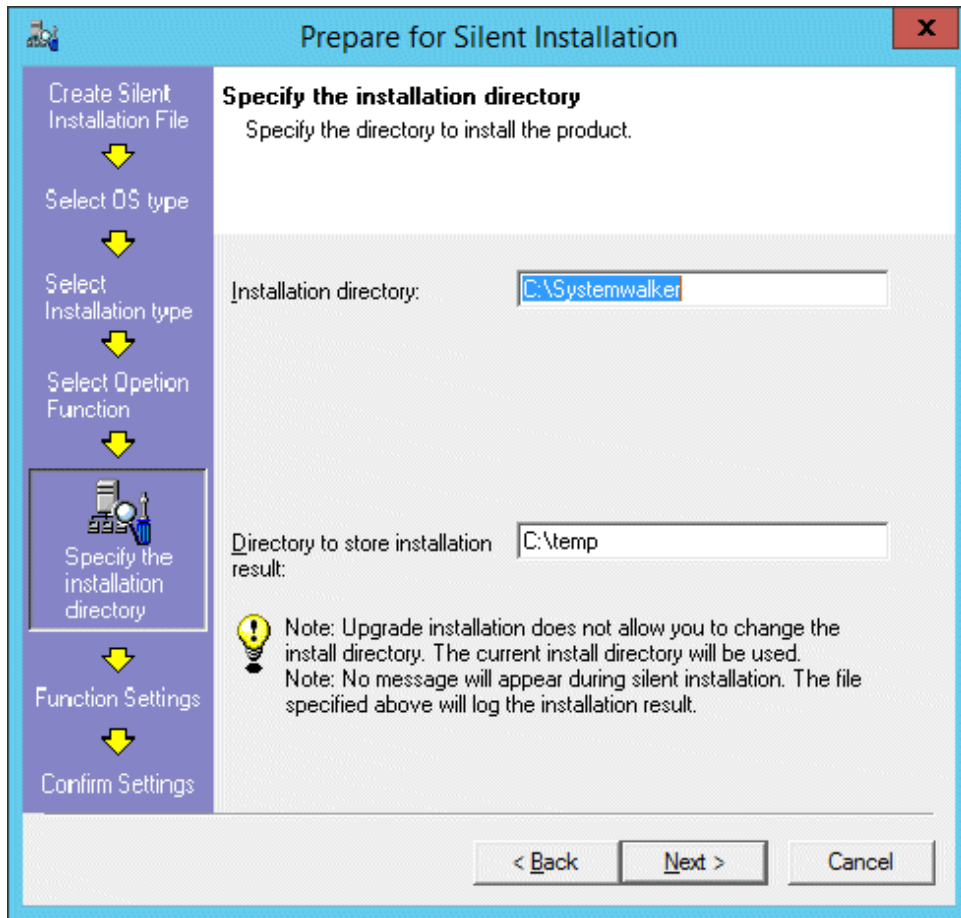 Prepare for Silent Installation
X
Create Silent
Installation File
Select OS type
Select
Installation type
Select Opetion
Function
Specify the
installation
directory
Function Settings
Confirm Settings
Specify the installation directory
Specify the directory to install the product.
Installation directory:
C:\Systemwalker
Directory to store installation
result:
C:\temp
Note: Upgrade installation does not allow you to change the
install directory. The current install directory will be used.
Note: No message will appear during silent installation. The file
specified above will log the installation result.
< Back
Next >
Cancel